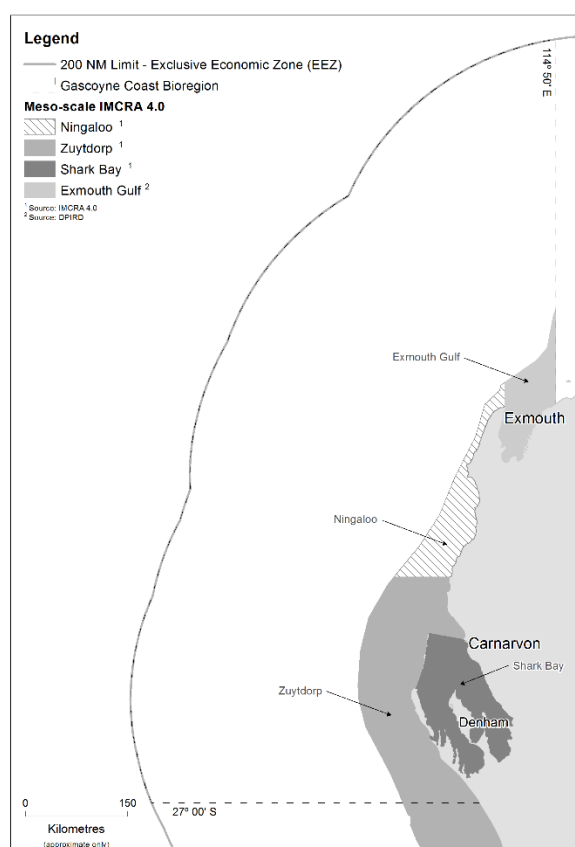 Legend
200 NM Limit - Exclusive Economic Zone (EEZ)
Gascoyne Coast Bioregion
Meso-scale IMCRA 4.0
Ningaloo ¹
Zuytdorp ¹
Shark Bay ¹
Exmouth Gulf ²
¹ Source: IMCRA 4.0
² Source: DPIRD
114° 50' E
Exmouth Gulf
Exmouth
Ningaloo
Carnarvon
Shark Bay
Zuytdorp
Denham
27° 00' S
0 150
Kilometres
(approximate only)